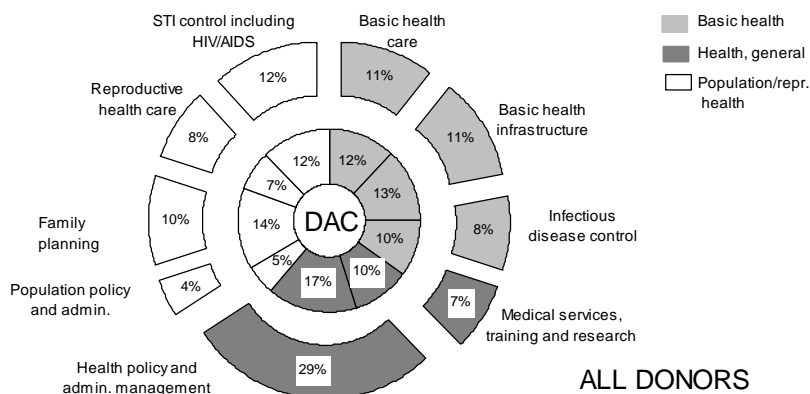 STI control including
HIV/AIDS
Basic health
care
Basic health
Health, general
Population/repr.
health
12%
11%
Reproductive
health care
8%
Basic health
infrastructure
11%
12%
12%
7%
13%
DAC
14%
10%
5%
17%
10%
Family
planning
10%
Infectious
disease control
8%
Population policy
and admin.
4%
7%
Medical services,
training and research
Health policy and
admin. management
29%
ALL DONORS